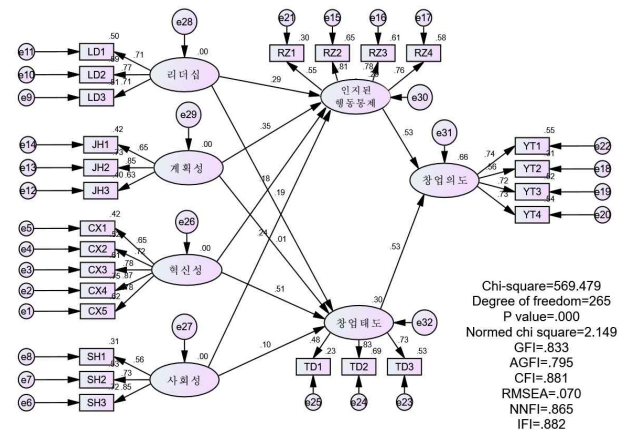 e28
e11
LD1
.50
.71
.00
e10
LD2
.77
리더십
e9
LD3
.71
e21
e15
e16
e17
.30
.65
.61
.58
RZ1
RZ2
RZ3
RZ4
.55
.81
.78
.76
.29
인지된
행동통제
e30
e29
e14
JH1
.42
.65
.00
e13
JH2
.85
계획성
e12
JH3
.40
.63
.35
.53
e31
.66
창업의도
.55
.74
YT1
e22
.56
YT2
e18
.72
YT3
e19
.73
YT4
e20
.18
.19
.24
.01
.53
e26
e5
CX1
.42
.65
.00
e4
CX2
.72
e3
CX3
.78
혁신성
e2
CX4
.87
e1
CX5
.62
.78
.51
.30
창업태도
e32
.48
.83
.73
.23
.69
.53
TD1
TD2
TD3
e25
e24
e23
e27
e8
SH1
.31
.56
.00
e7
SH2
.73
사회성
e6
SH3
.72
.85
.10
Chi-square=569.479
Degree of freedom=265
P value=.000
Normed chi square=2.149
GFI=.833
AGFI=.795
CFI=.881
RMSEA=.070
NNFI=.865
IFI=.882